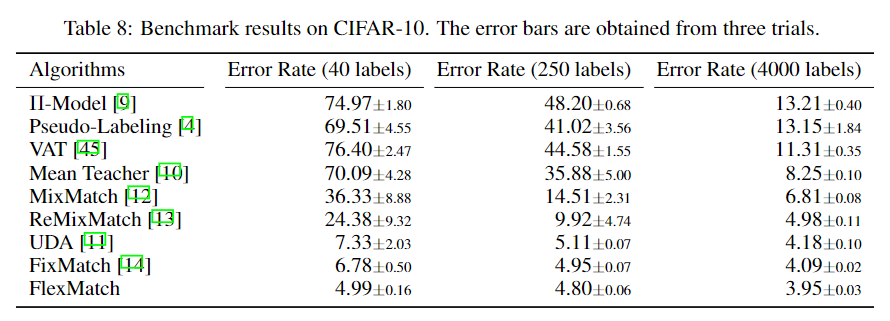 Table 8: Benchmark results on CIFAR-10. The error bars are obtained from three trials.
Algorithms Error Rate (40 labels) Error Rate (250 labels) Error Rate (4000 labels)
Π-Model [9] 74.97±1.80 48.20±0.68 13.21±0.40
Pseudo-Labeling [4] 69.51±4.55 41.02±3.56 13.15±1.84
VAT [45] 76.40±2.47 44.58±1.55 11.31±0.35
Mean Teacher [10] 70.09±4.28 35.88±5.00 8.25±0.10
MixMatch [12] 36.33±8.88 14.51±2.31 6.81±0.08
ReMixMatch [13] 24.38±9.32 9.92±4.74 4.98±0.11
UDA [11] 7.33±2.03 5.11±0.07 4.18±0.10
FixMatch [14] 6.78±0.50 4.95±0.07 4.09±0.02
FlexMatch 4.99±0.16 4.80±0.06 3.95±0.03